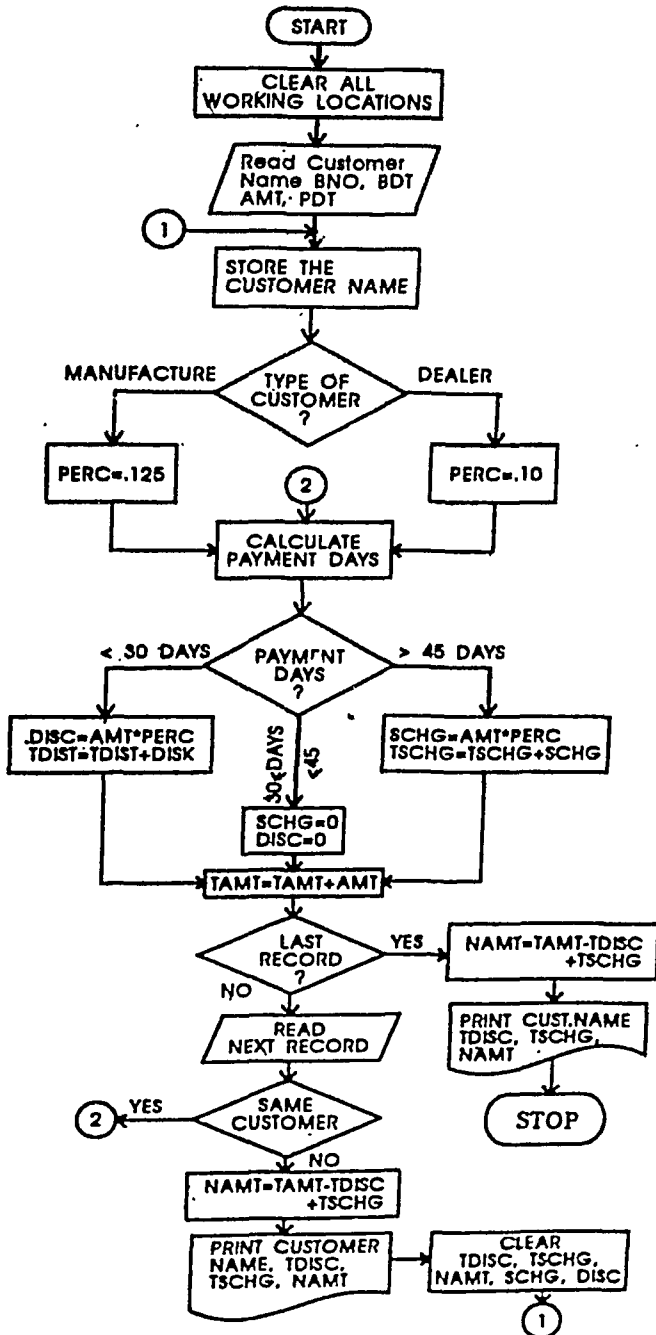 START
CLEAR ALL
WORKING LOCATIONS
Read Customer
Name BNO, BDT
AMT, PDT
1
STORE THE
CUSTOMER NAME
MANUFACTURE
TYPE OF
CUSTOMER
?
DEALER
PERC=.125
2
PERC=.10
CALCULATE
PAYMENT DAYS
< 30 DAYS
PAYMENT
DAYS
?
> 45 DAYS
.DISC=AMT*PERC
TDIST=TDIST+DISK
30<DAYS
<45
SCHG=AMT*PERC
TSCHG=TSCHG+SCHG
SCHG=0
DISC=0
TAMT=TAMT+AMT
LAST
RECORD
?
YES
NAMT=TAMT-TDISC
+TSCHG
NO
READ
NEXT RECORD
PRINT CUST.NAME
TDISC, TSCHG,
NAMT
STOP
2
YES
SAME
CUSTOMER
NO
NAMT=TAMT-TDISC
+TSCHG
PRINT CUSTOMER
NAME, TDISC,
TSCHG, NAMT
CLEAR
TDISC, TSCHG,
NAMT, SCHG, DISC
1